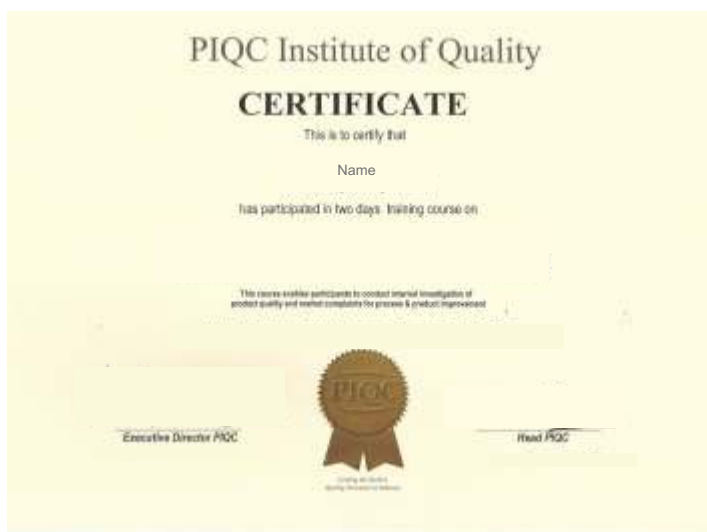 PIQC Institute of Quality
CERTIFICATE
This is to certify that
Name
has participated in two days training course on
This course enables participants to conduct internal investigation of
product quality and market complaints for process & product improvement
PIQC
Executive Director PIQC
Head PIQC